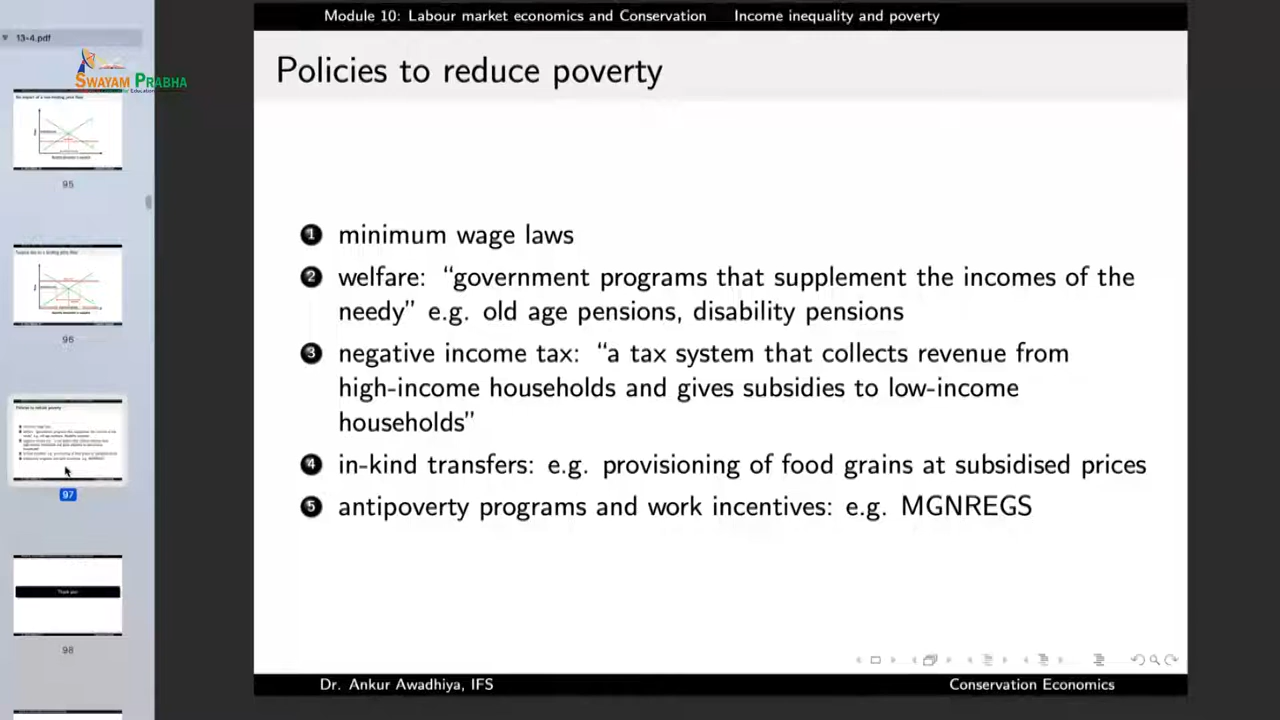 Module 10: Labour market economics and Conservation Income inequality and poverty
13-4.pdf
SWAYAM PRABHA
Policies to reduce poverty
95
96
97
98
1 minimum wage laws
2 welfare: “government programs that supplement the incomes of the
needy” e.g. old age pensions, disability pensions
3 negative income tax: “a tax system that collects revenue from
high-income households and gives subsidies to low-income
households”
4 in-kind transfers: e.g. provisioning of food grains at subsidised prices
5 antipoverty programs and work incentives: e.g. MGNREGS
Thank you
Dr. Ankur Awadhiya, IFS Conservation Economics